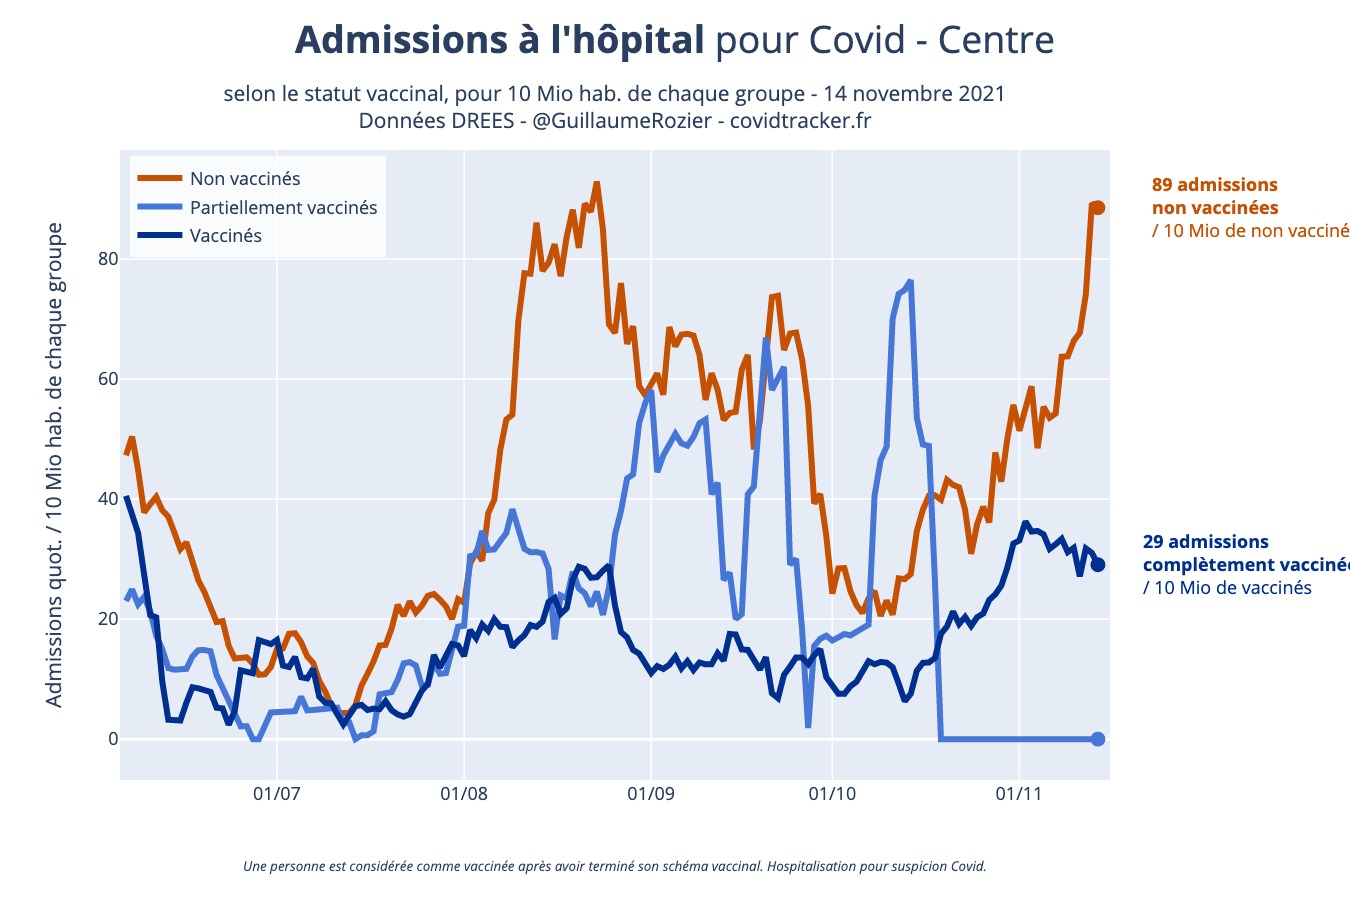 Admissions à l'hôpital pour Covid - Centre
selon le statut vaccinal, pour 10 Mio hab. de chaque groupe - 14 novembre 2021
Données DREES - @GuillaumeRozier - covidtracker.fr
Non vaccinés
Partiellement vaccinés
Vaccinés
89 admissions
non vaccinées
/ 10 Mio de non vacciné
Admissions quot. / 10 Mio hab. de chaque groupe
80
60
40
20
0
29 admissions
complètement vacciné
/ 10 Mio de vaccinés
01/07
01/08
01/09
01/10
01/11
Une personne est considérée comme vaccinée après avoir terminé son schéma vaccinal. Hospitalisation pour suspicion Covid.